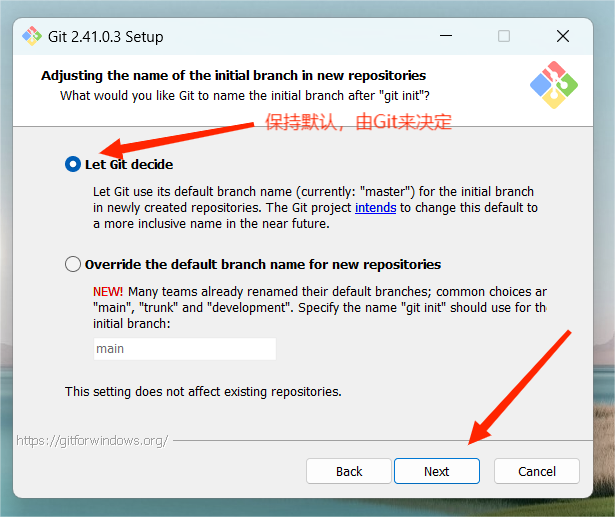 Git 2.41.0.3 Setup
Adjusting the name of the initial branch in new repositories
What would you like Git to name the initial branch after "git init"?
保持默认，由Git来决定
Let Git decide
Let Git use its default branch name (currently: "master") for the initial branch
in newly created repositories. The Git project intends to change this default to
a more inclusive name in the near future.
Override the default branch name for new repositories
NEW! Many teams already renamed their default branches; common choices ar
"main", "trunk" and "development". Specify the name "git init" should use for the
initial branch:
main
This setting does not affect existing repositories.
https://gitforwindows.org/
Back
Next
Cancel